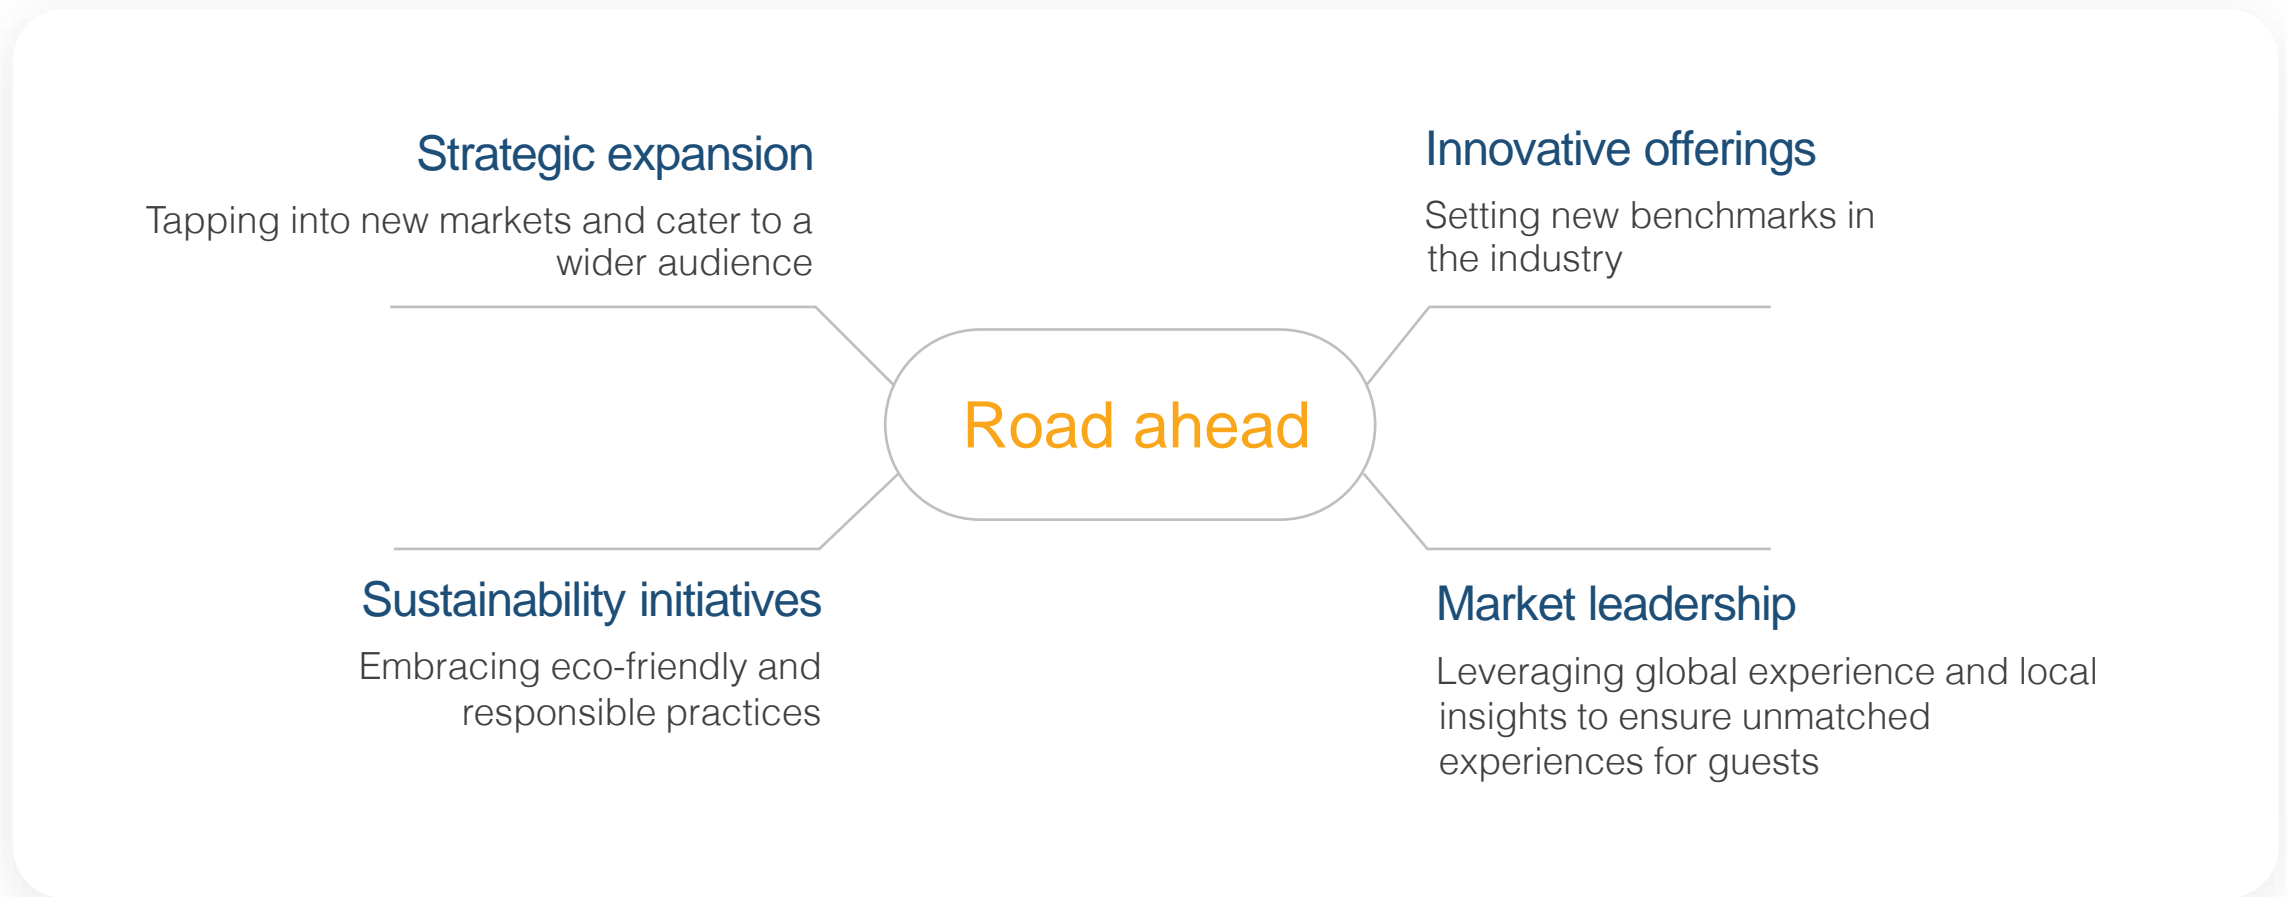 Strategic expansion
Tapping into new markets and cater to a
wider audience
Innovative offerings
Setting new benchmarks in
the industry
Road ahead
Sustainability initiatives
Embracing eco-friendly and
responsible practices
Market leadership
Leveraging global experience and local
insights to ensure unmatched
experiences for guests